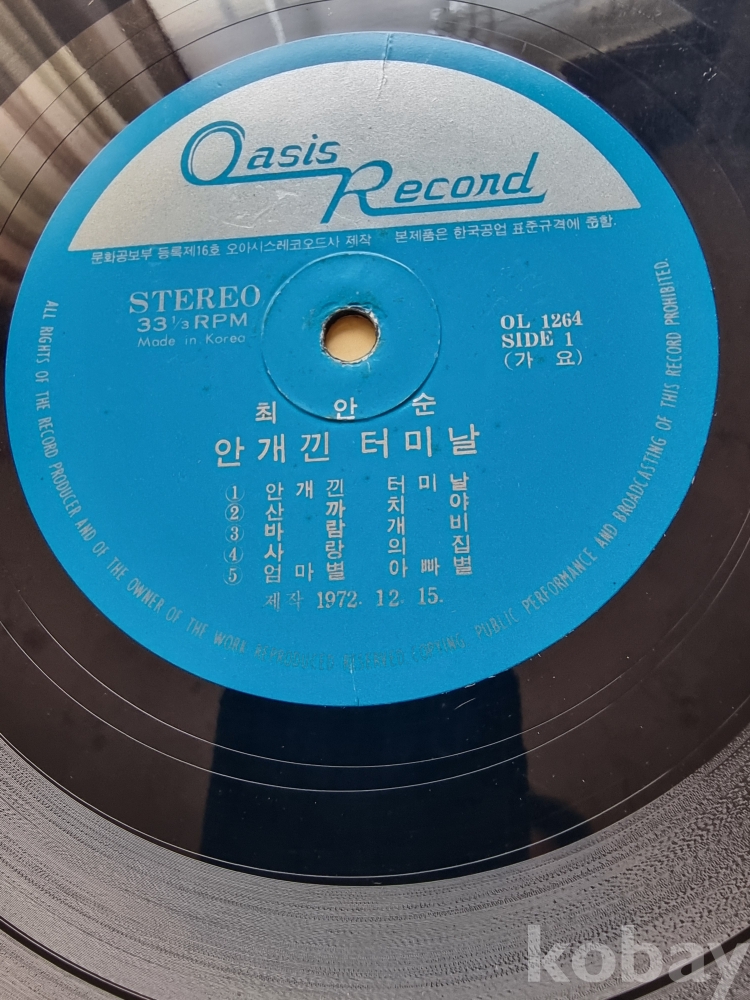 Oasis
Record
문화공보부 등록제16호 오아시스레코오드사 제작 본제품은 한국공업 표준규격에 준함.
STEREO
33 1/3 RPM
Made in Korea
OL 1264
SIDE 1
(가 요)
최 안 순
안개낀 터미날
① 안개낀 터미날
② 산 까 치 야
③ 바 람 개 비
④ 사 랑 의 집
⑤ 엄마별 아빠별
제작 1972. 12. 15.
ALL RIGHTS OF THE RECORD PRODUCER AND OF THE OWNER OF THE WORK REPRODUCED RESERVED COPYING, PUBLIC PERFORMANCE AND BROADCASTING OF THIS RECORD PROHIBITED.
kobay